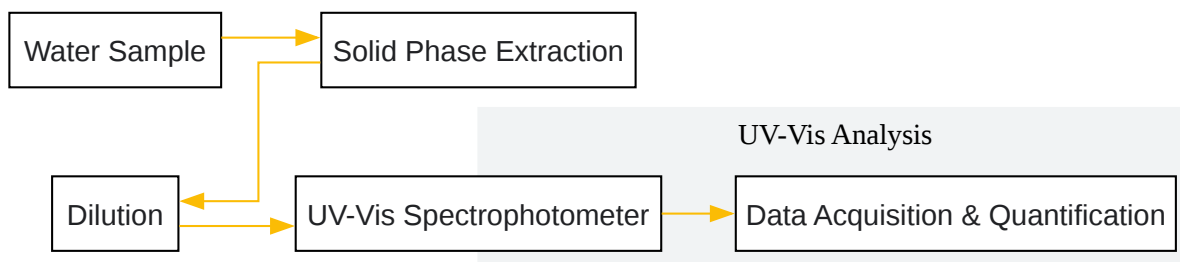 Water Sample
Solid Phase Extraction
UV-Vis Analysis
Dilution
UV-Vis Spectrophotometer
Data Acquisition & Quantification